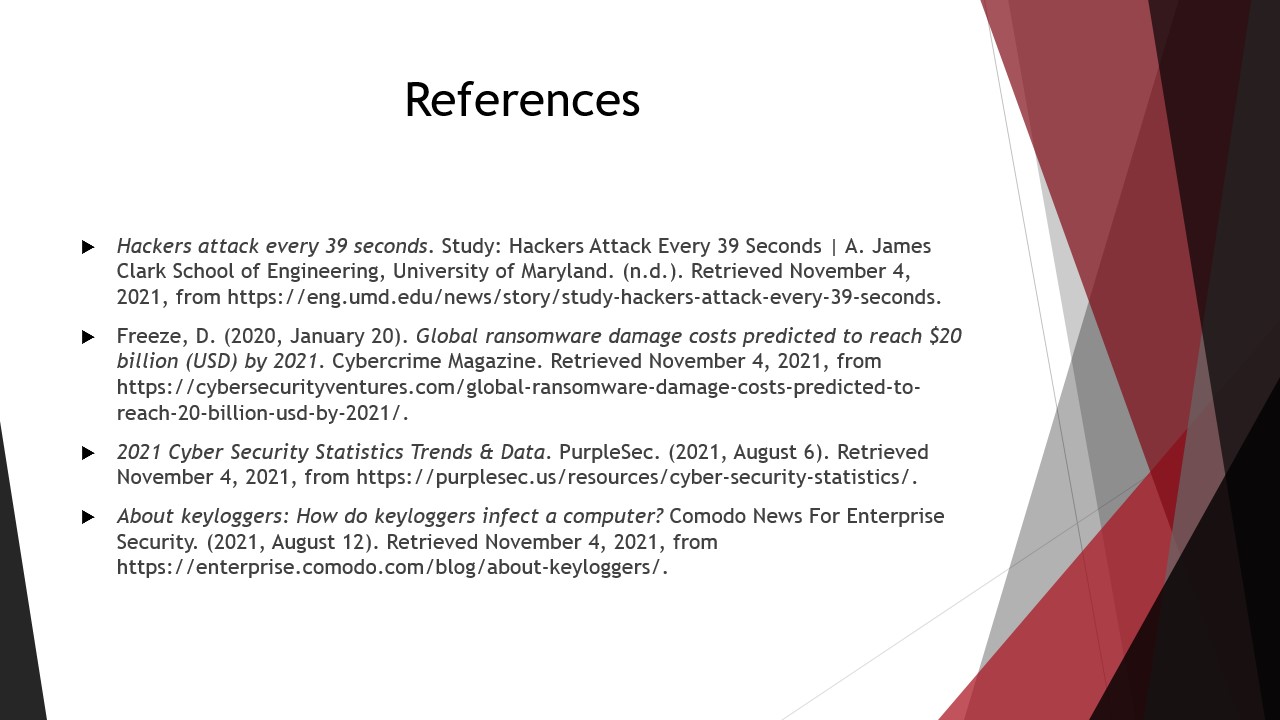 References
Hackers attack every 39 seconds. Study: Hackers Attack Every 39 Seconds | A. James
Clark School of Engineering, University of Maryland. (n.d.). Retrieved November 4,
2021, from https://eng.umd.edu/news/story/study-hackers-attack-every-39-seconds.
Freeze, D. (2020, January 20). Global ransomware damage costs predicted to reach $20
billion (USD) by 2021. Cybercrime Magazine. Retrieved November 4, 2021, from
https://cybersecurityventures.com/global-ransomware-damage-costs-predicted-to-
reach-20-billion-usd-by-2021/.
2021 Cyber Security Statistics Trends & Data. PurpleSec. (2021, August 6). Retrieved
November 4, 2021, from https://purplesec.us/resources/cyber-security-statistics/.
About keyloggers: How do keyloggers infect a computer? Comodo News For Enterprise
Security. (2021, August 12). Retrieved November 4, 2021, from
https://enterprise.comodo.com/blog/about-keyloggers/.